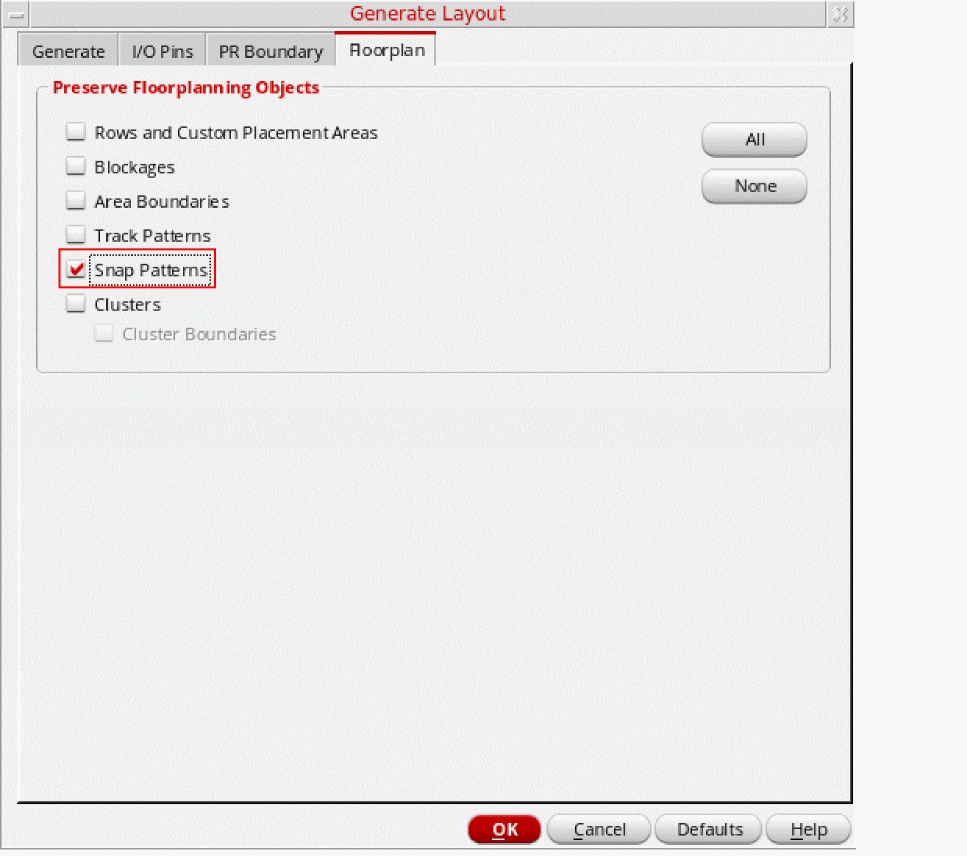 Generate Layout
Generate I/O Pins PR Boundary Floorplan
Preserve Floorplanning Objects
Rows and Custom Placement Areas
All
Blockages
None
Area Boundaries
Track Patterns
Snap Patterns
Clusters
Cluster Boundaries
OK Cancel Defaults Help